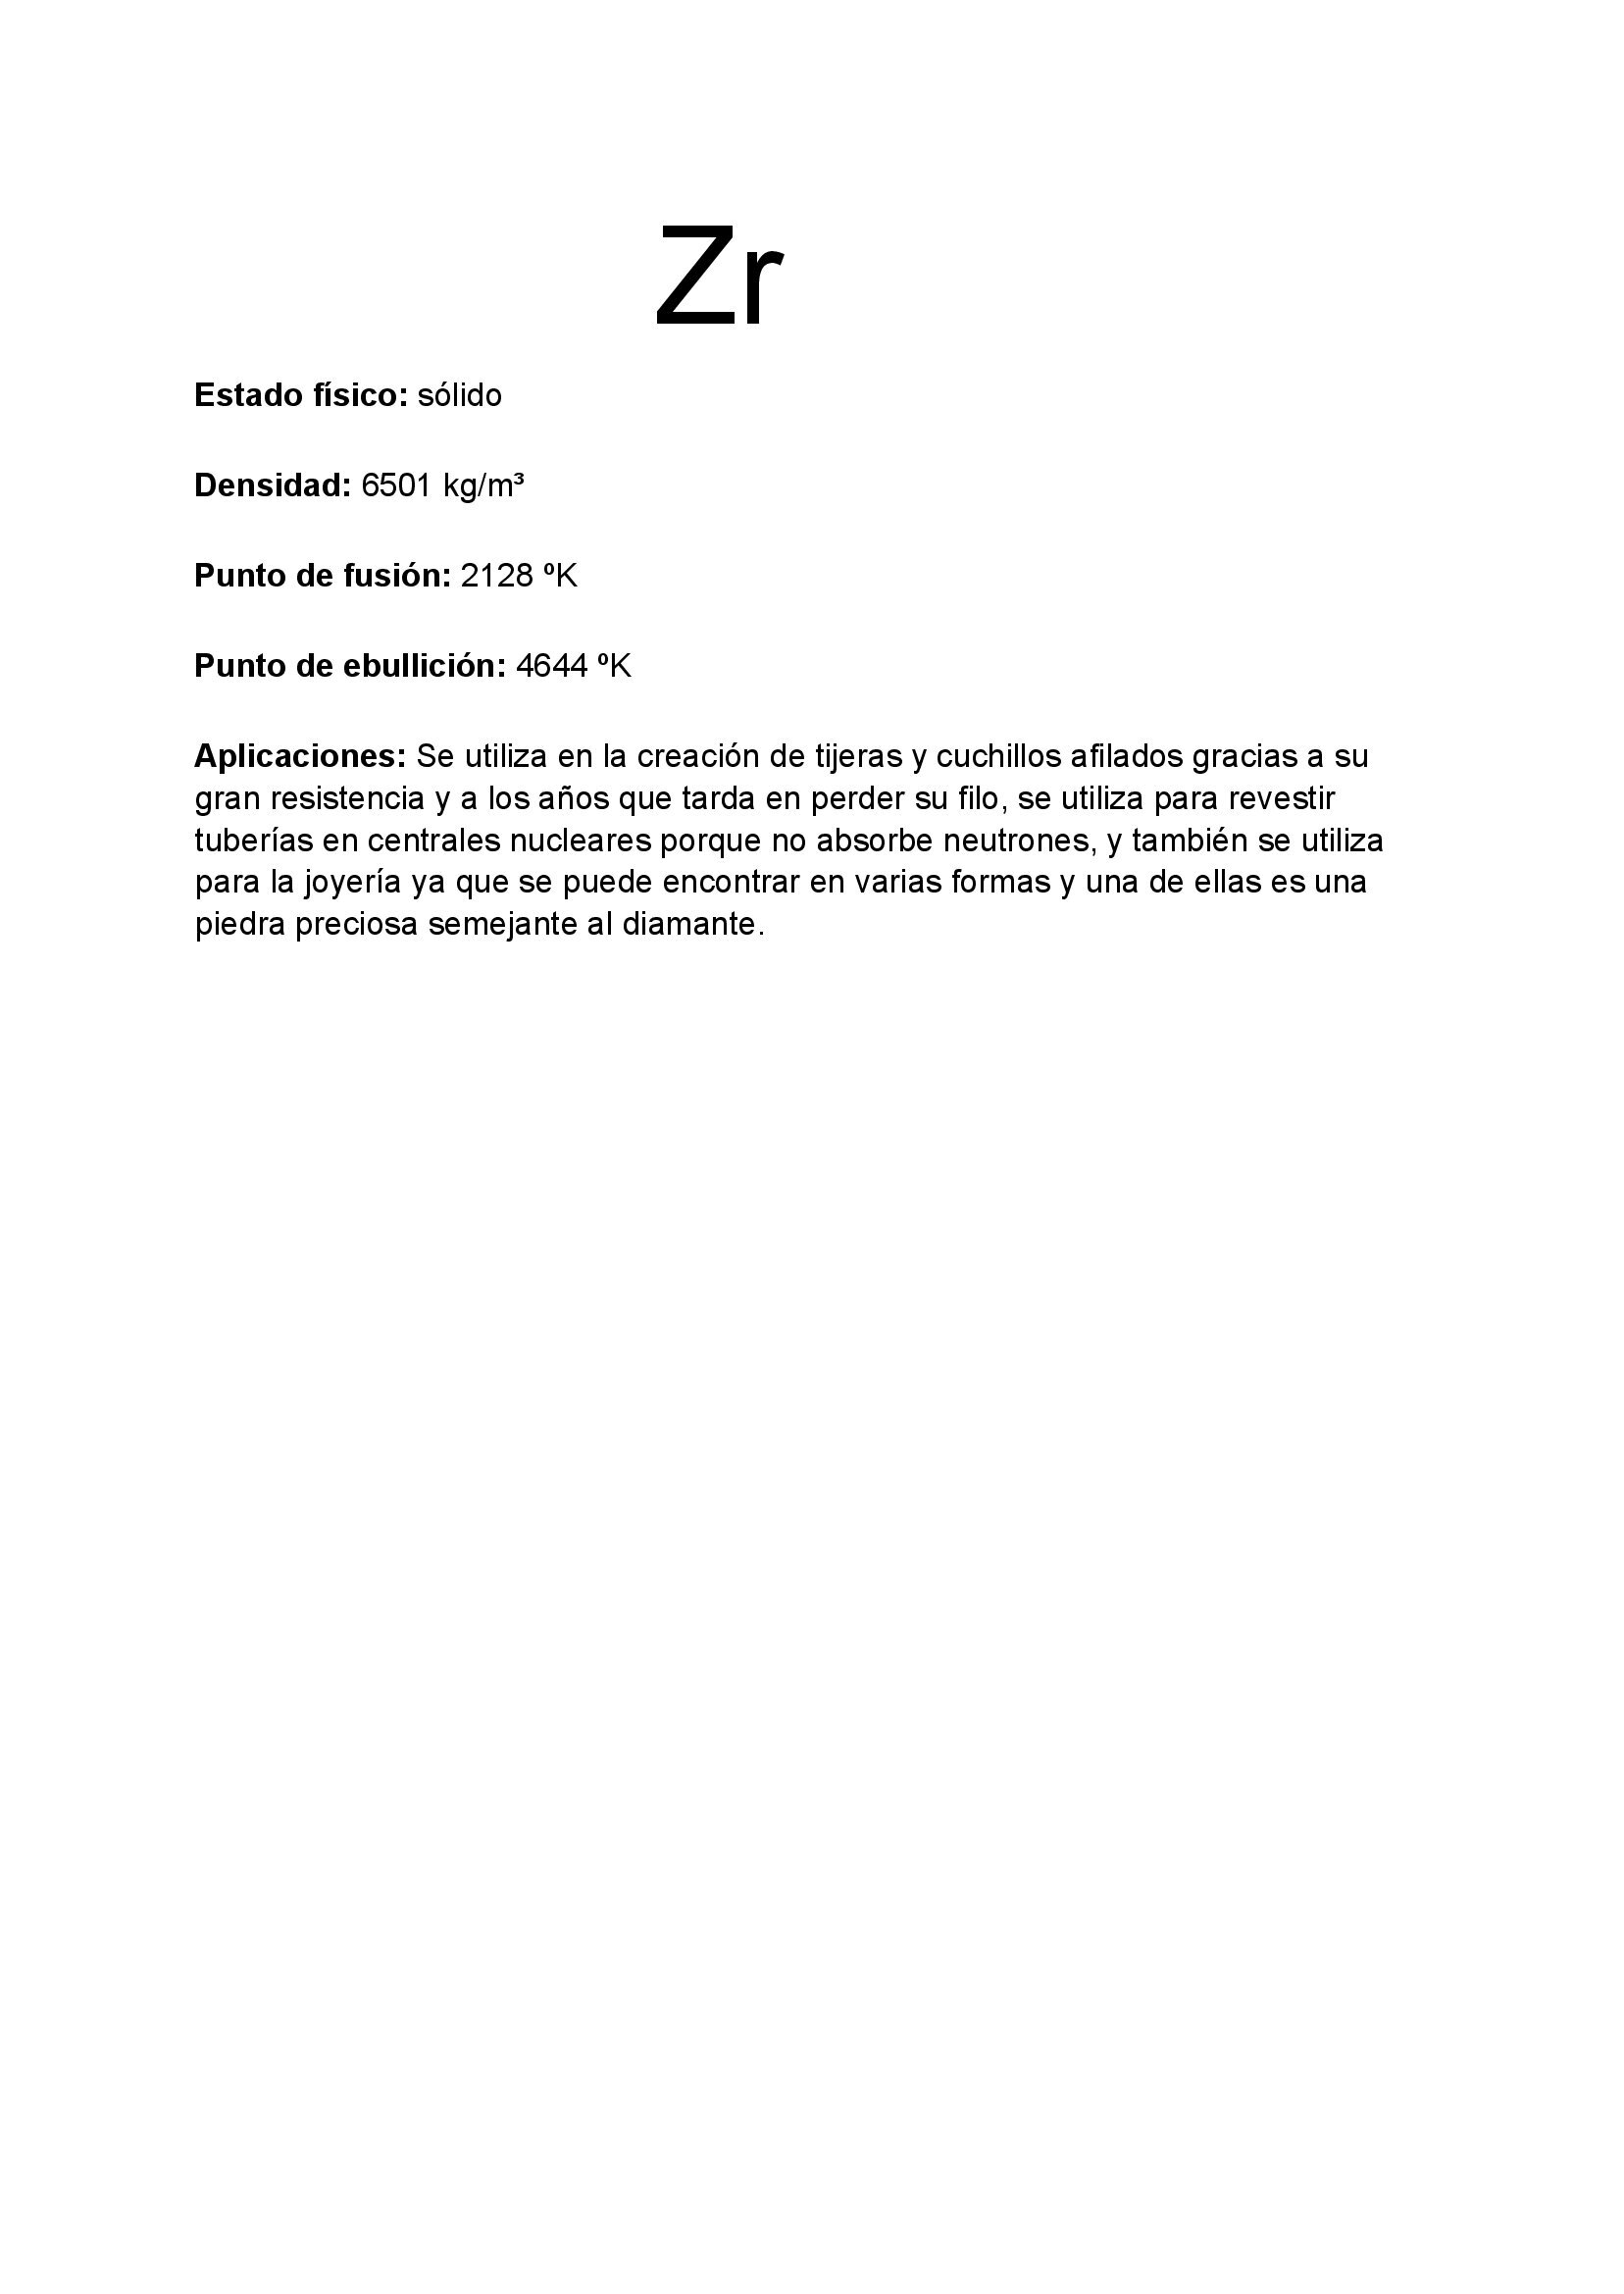 Zr
Estado físico: sólido
Densidad: 6501 kg/m³
Punto de fusión: 2128 ºK
Punto de ebullición: 4644 ºK
Aplicaciones: Se utiliza en la creación de tijeras y cuchillos afilados gracias a su
gran resistencia y a los años que tarda en perder su filo, se utiliza para revestir
tuberías en centrales nucleares porque no absorbe neutrones, y también se utiliza
para la joyería ya que se puede encontrar en varias formas y una de ellas es una
piedra preciosa semejante al diamante.